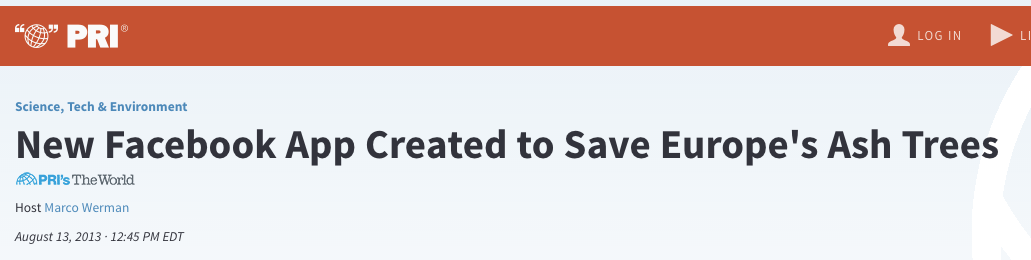 “ ” PRI®
LOG IN
LI
Science, Tech & Environment
New Facebook App Created to Save Europe's Ash Trees
PRI's The World
Host Marco Werman
August 13, 2013 · 12:45 PM EDT